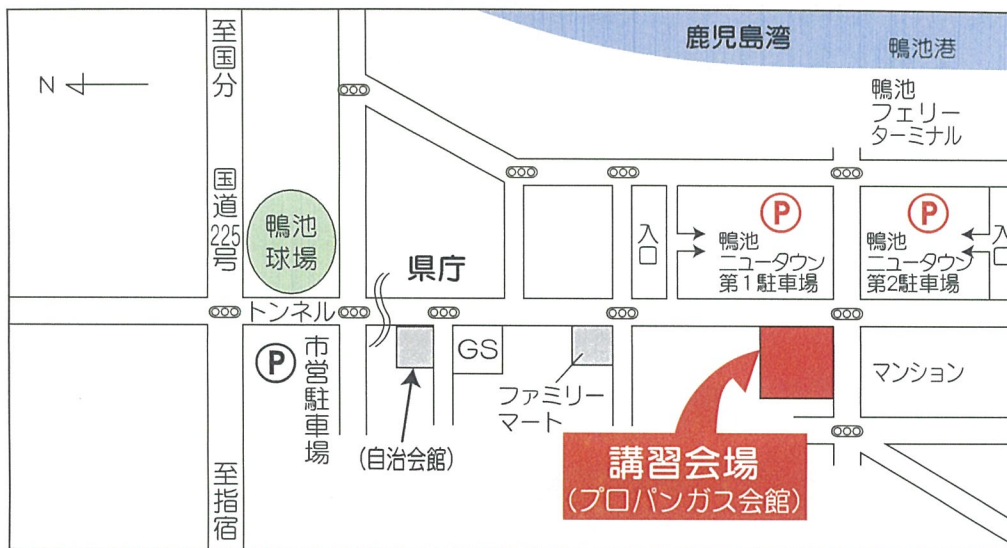 至国分
N
国道225号
鴨池
球場
トンネル
県庁
鹿児島湾
鴨池港
鴨池
フェリー
ターミナル
入口
P
鴨池
ニュータウン
第1駐車場
P
鴨池
ニュータウン
第2駐車場
入口
P
市営駐車場
(自治会館)
GS
ファミリー
マート
マンション
講習会場
(プロパンガス会館)
至指宿